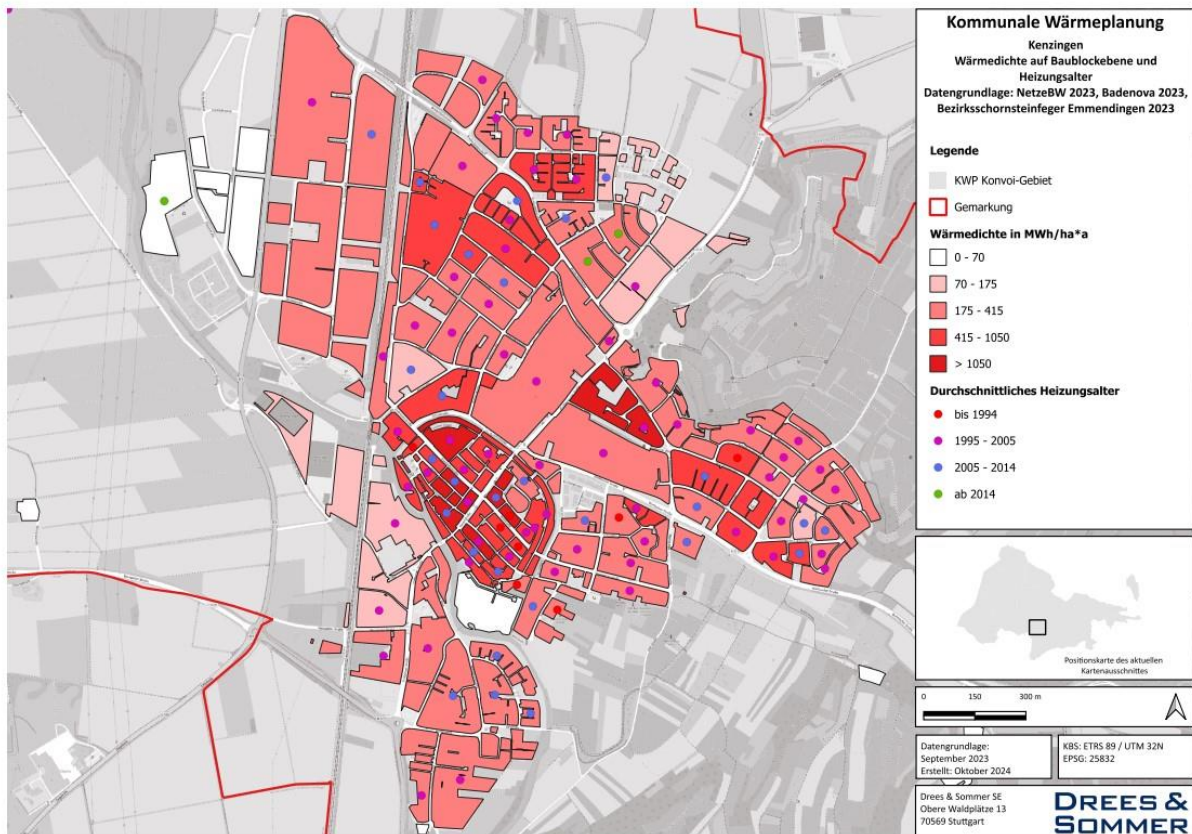 Kommunale Wärmeplanung
Kenzingen
Wärmedichte auf Baublockebene und
Heizungsalter
Datengrundlage: NetzeBW 2023, Badenova 2023,
Bezirksschornsteinfeger Emmendingen 2023
Legende
KWP Konvoi-Gebiet
Gemarkung
Wärmedichte in MWh/ha*a
0 - 70
70 - 175
175 - 415
415 - 1050
> 1050
Durchschnittliches Heizungsalter
bis 1994
1995 - 2005
2005 - 2014
ab 2014
Positionskarte des aktuellen
Kartenausschnittes
0 150 300 m
Datengrundlage:
September 2023
Erstellt: Oktober 2024
KBS: ETRS 89 / UTM 32N
EPSG: 25832
Drees & Sommer SE
Obere Waldplätze 13
70569 Stuttgart
DREES &
SOMMER